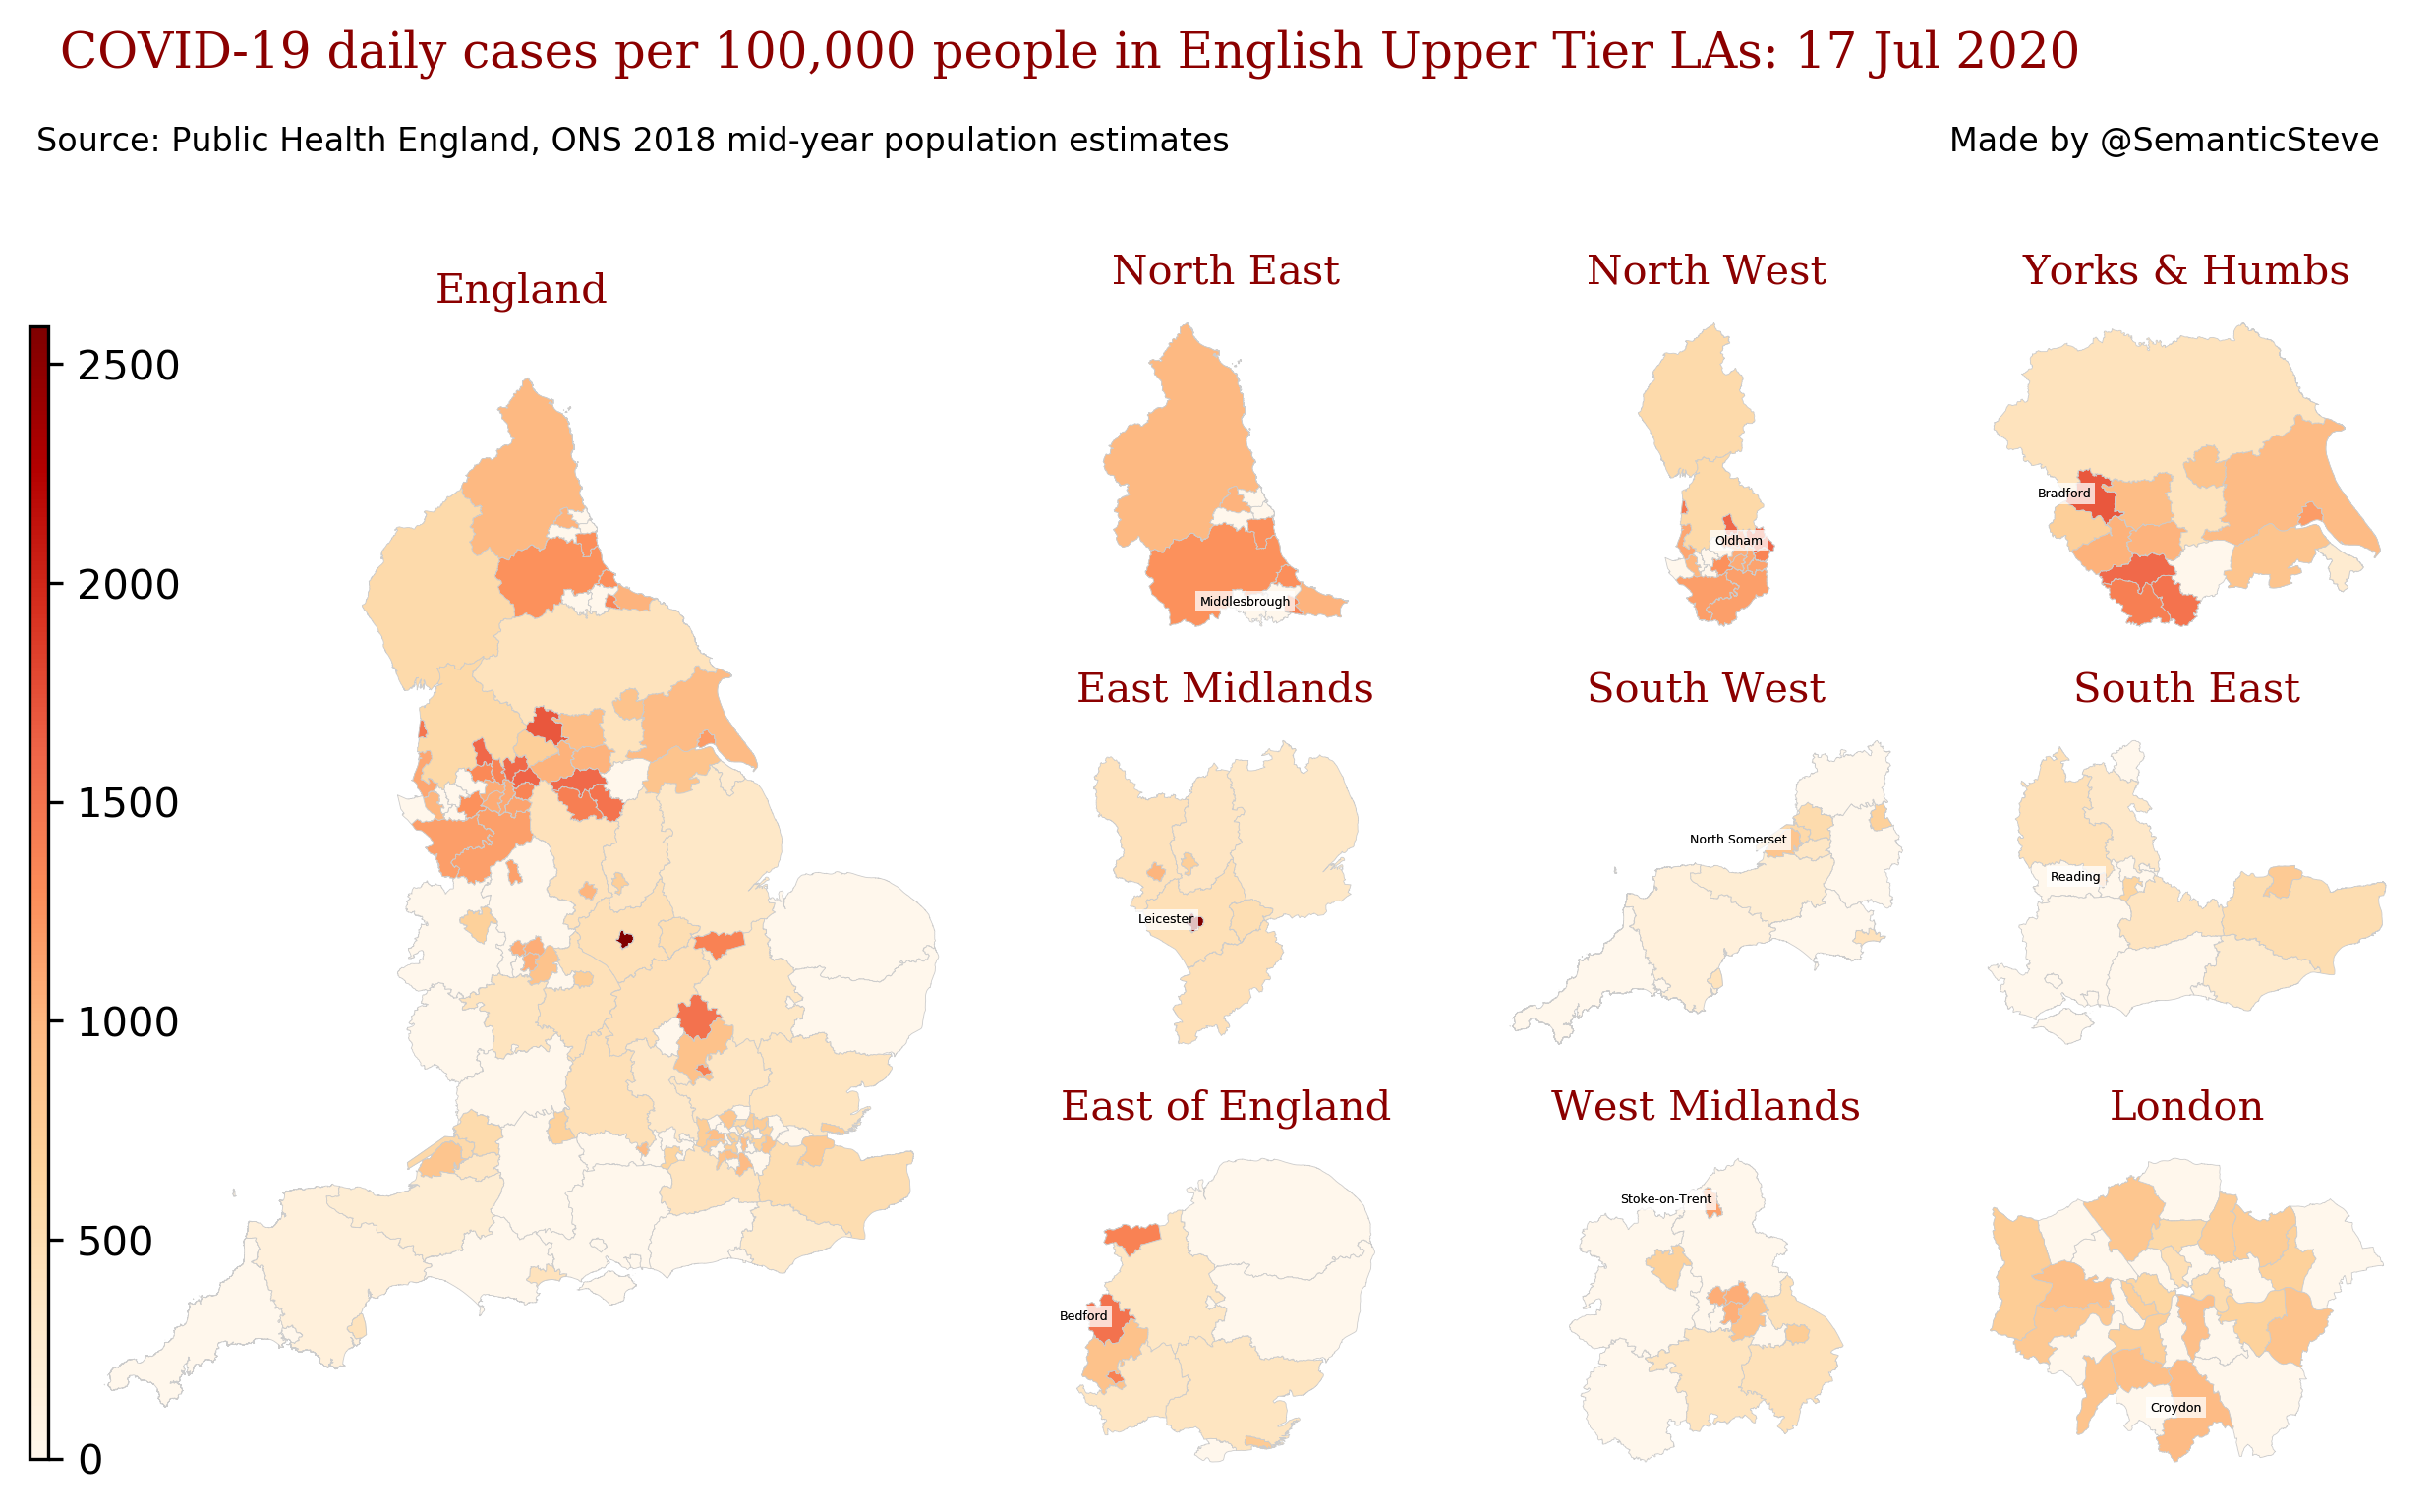 COVID-19 daily cases per 100,000 people in English Upper Tier LAs: 17 Jul 2020
Source: Public Health England, ONS 2018 mid-year population estimates
Made by @SemanticSteve
England
North East
North West
Yorks & Humbs
2500
2000
1500
1000
500
0
Bradford
Oldham
Middlesbrough
East Midlands
South West
South East
North Somerset
Reading
Leicester
East of England
West Midlands
London
Stoke-on-Trent
Bedford
Croydon